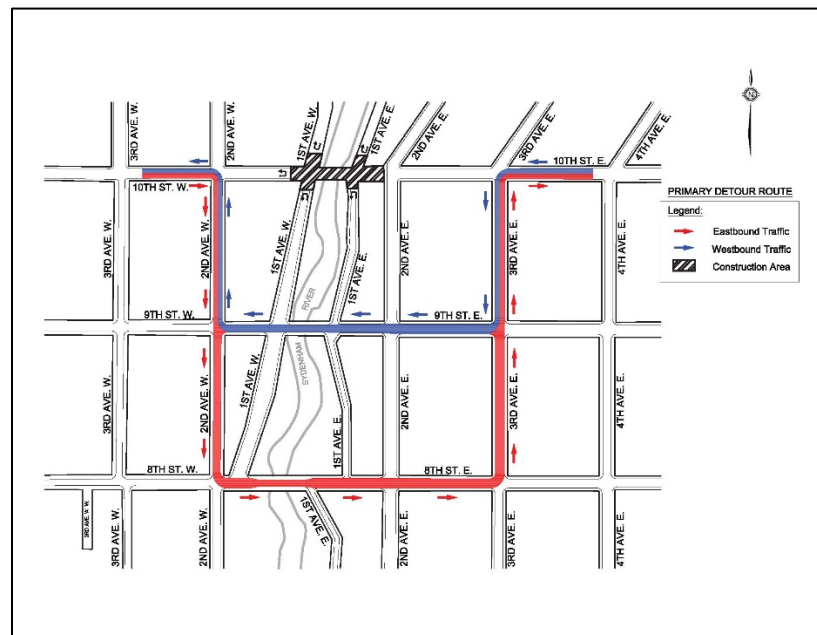 N
3RD AVE. W.
2ND AVE. W.
1ST AVE. W.
1ST AVE. E.
2ND AVE. E.
3RD AVE. E.
4TH AVE. E.
10TH ST. W.
10TH ST. E.
PRIMARY DETOUR ROUTE
Legend:
Eastbound Traffic
Westbound Traffic
Construction Area
3RD AVE. W.
2ND AVE. W.
1ST AVE. W.
RIVER
1ST AVE. E.
2ND AVE. E.
3RD AVE. E.
4TH AVE. E.
9TH ST. W.
9TH ST. E.
3RD AVE. W.
2ND AVE. W.
1ST AVE. W.
SYDENHAM
1ST AVE. E.
2ND AVE. E.
3RD AVE. E.
4TH AVE. E.
8TH ST. W.
8TH ST. E.
3RD AVE. W.
2ND AVE. W.
1ST AVE. E.
2ND AVE. E.
3RD AVE. E.
4TH AVE. E.